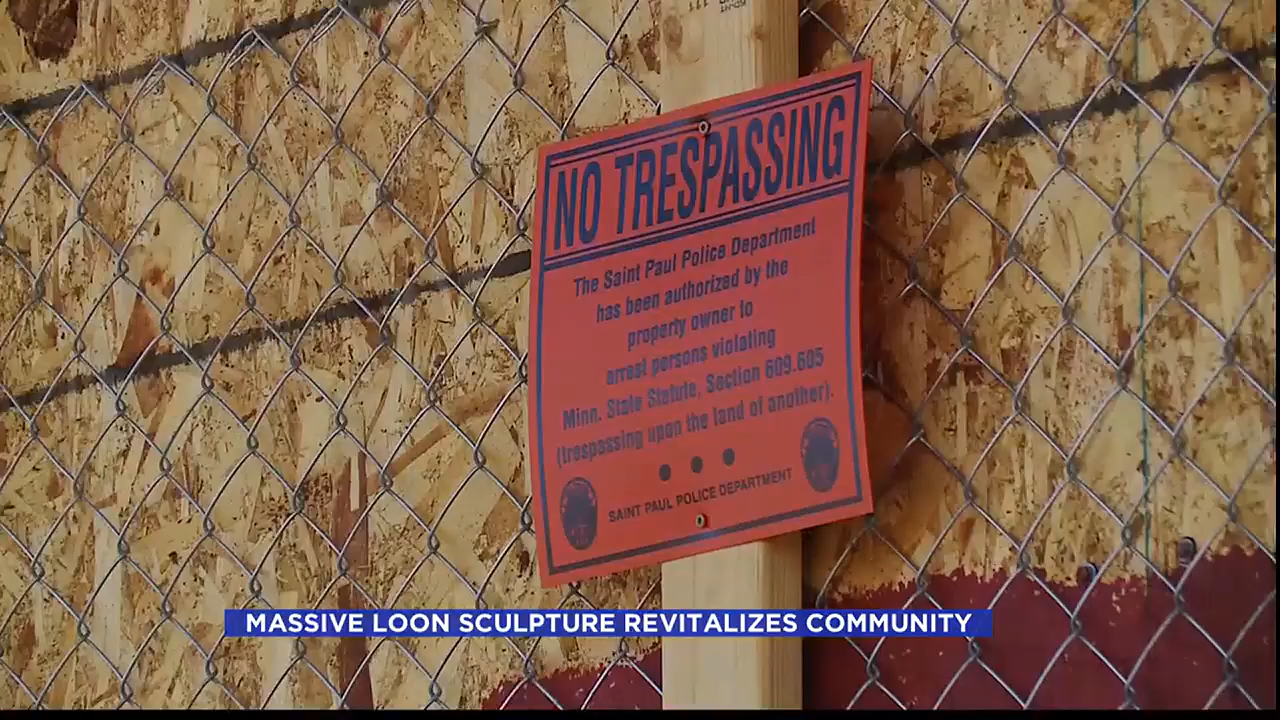 NO TRESPASSING
The Saint Paul Police Department
has been authorized by the
property owner to
arrest persons violating
Minn. State Statute, Section 609.605
(trespassing upon the land of another).
SAINT PAUL POLICE DEPARTMENT
MASSIVE LOON SCULPTURE REVITALIZES COMMUNITY